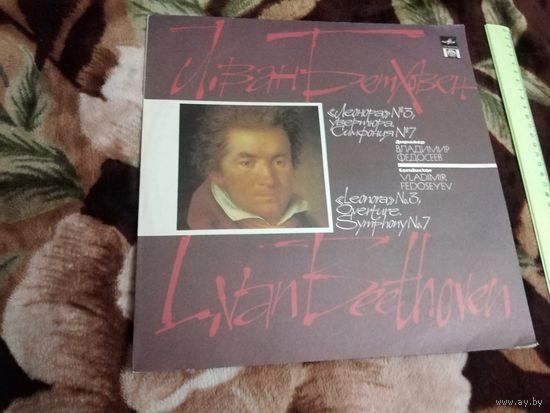 Л. ван Бетховен
«Леонора» №3,
увертюра
Симфония №7
Дирижер
ВЛАДИМИР
ФЕДОСЕЕВ
Conductor
VLADIMIR
FEDOSEYEV
«Leonora» No.3,
Overture.
Symphony No.7
L. van Beethoven
www.ay.by